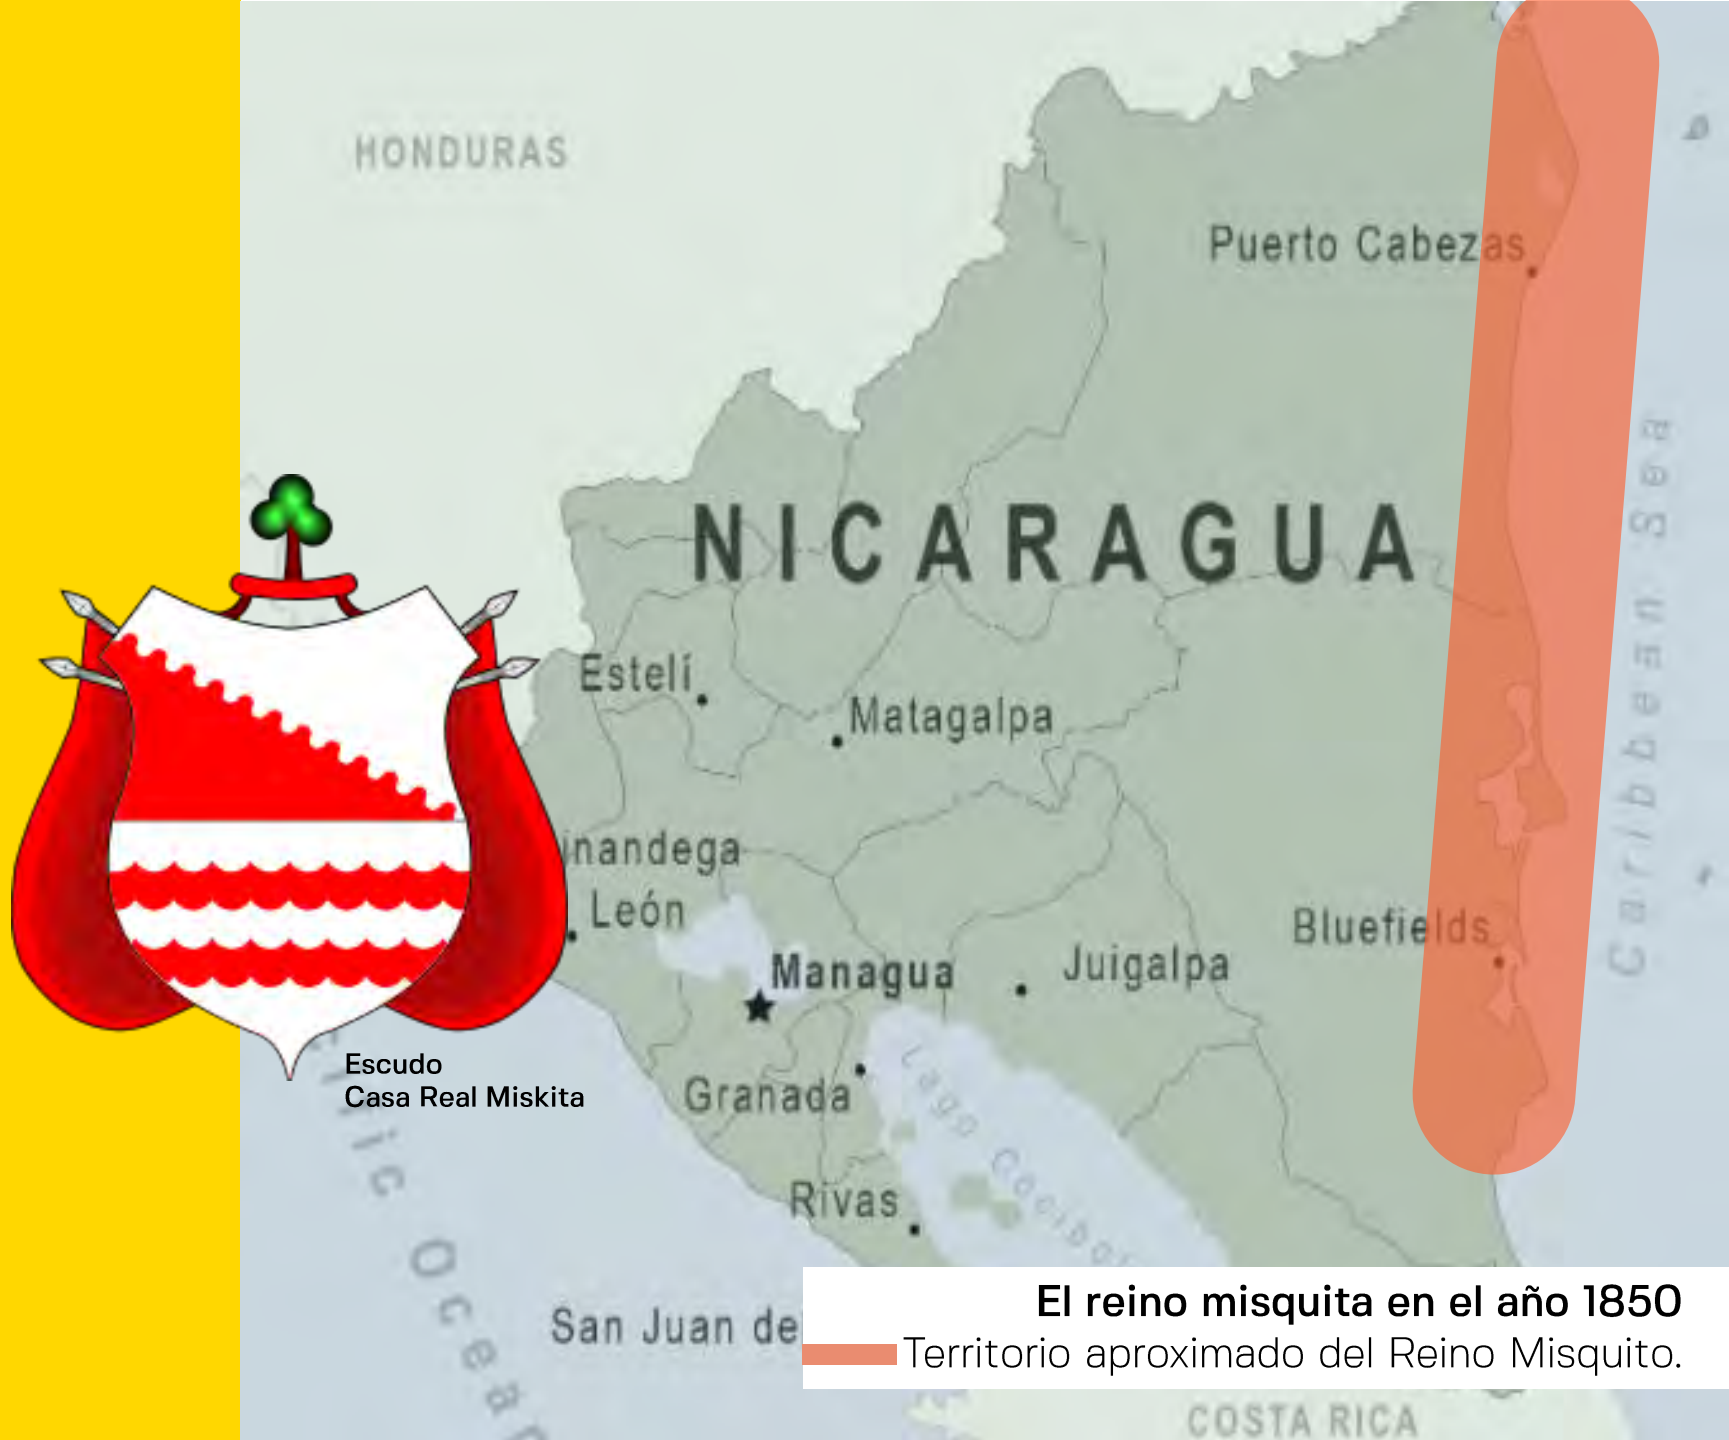 HONDURAS
Puerto Cabezas
NICARAGUA
Caribbean Sea
Estelí
Matagalpa
inandega
León
Bluefields
Managua
Juigalpa
Escudo
Casa Real Miskita
Granada
Lago Cocibol
Rivas
Ocean
San Juan de
El reino misquita en el año 1850
Territorio aproximado del Reino Misquito.
COSTA RICA